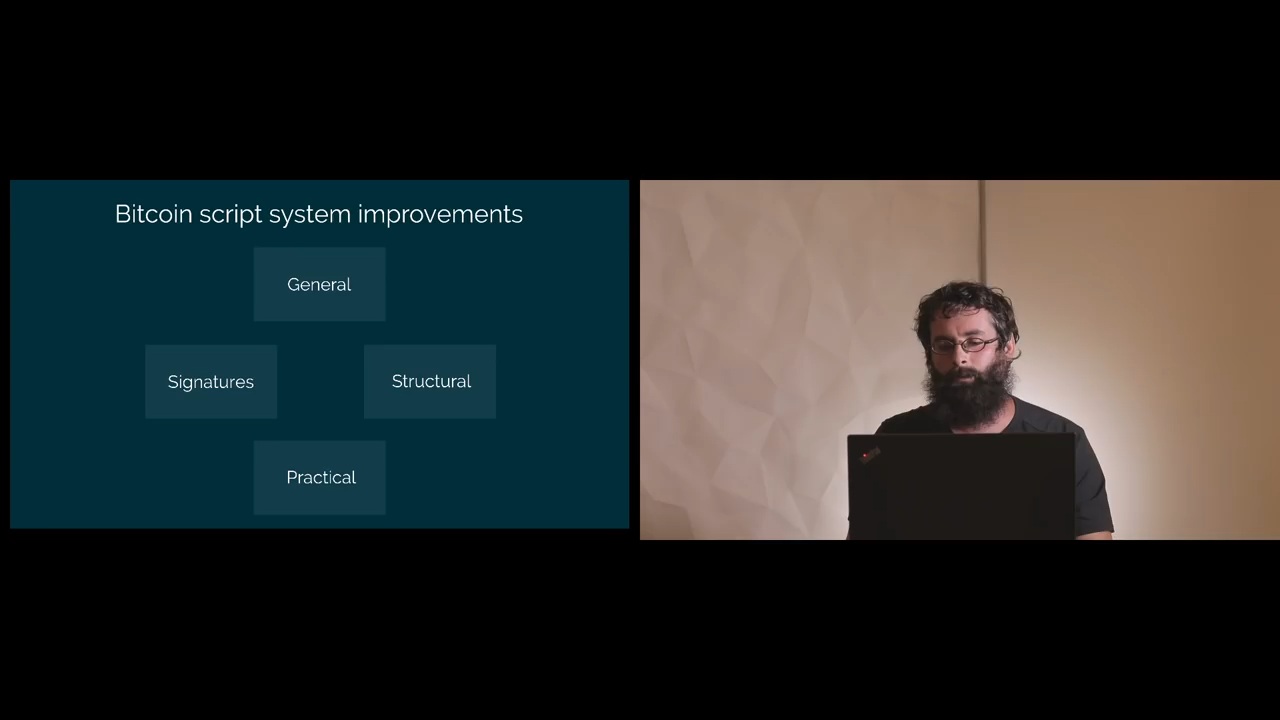 Bitcoin script system improvements
General
Signatures
Structural
Practical